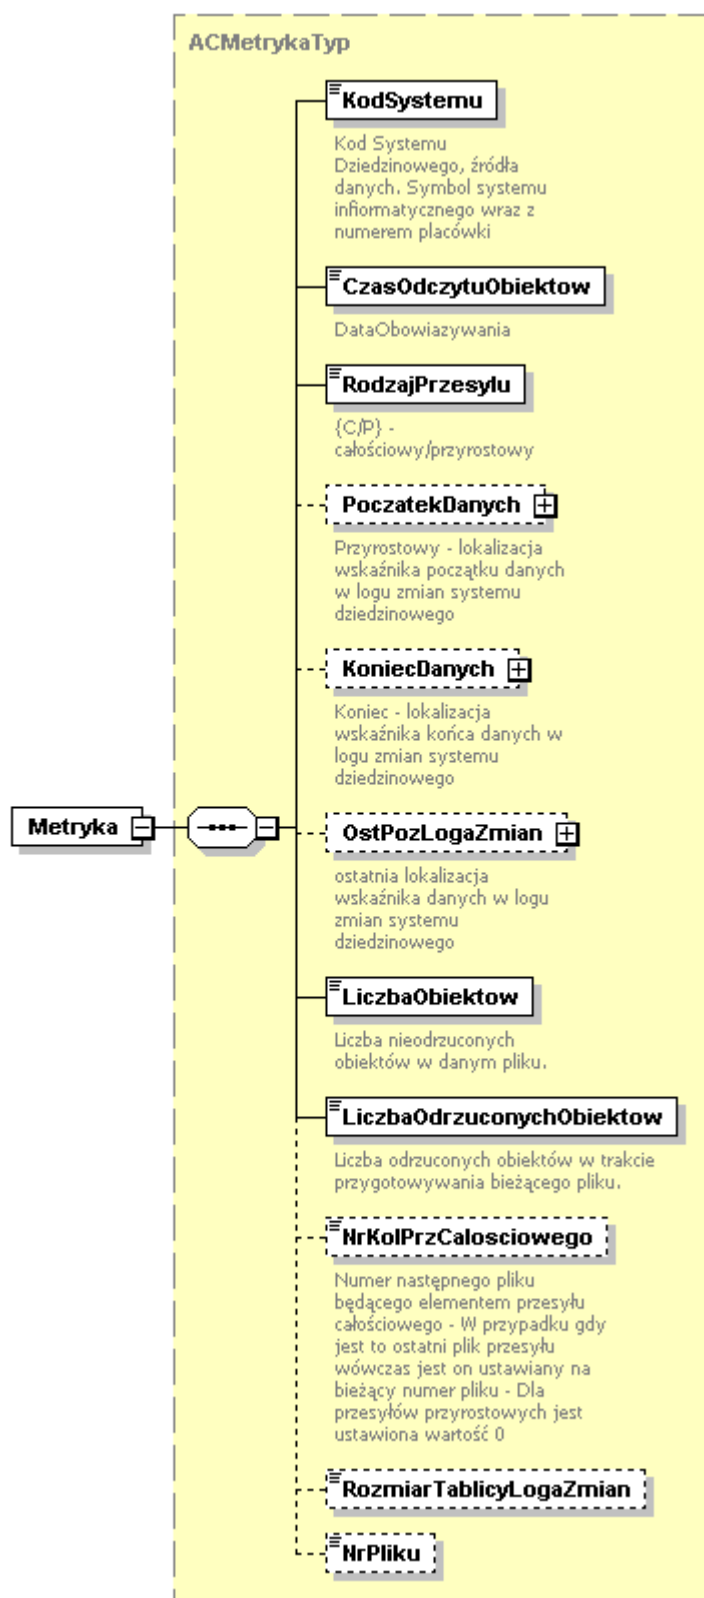 ACMetrykaTyp
KodSystemu
Kod Systemu
Dziedzinowego, źródła
danych. Symbol systemu
infiormatycznego wraz z
numerem placówki
CzasOdczytuObiektow
DataObowiazywania
RodzajPrzesylu
{C/P} -
całościowy/przyrostowy
PoczatekDanych
Przyrostowy - lokalizacja
wskaźnika początku danych
w logu zmian systemu
dziedzinowego
KoniecDanych
Koniec - lokalizacja
wskaźnika końca danych w
logu zmian systemu
dziedzinowego
Metryka
OstPozLogaZmian
ostatnia lokalizacja
wskaźnika danych w logu
zmian systemu
dziedzinowego
LiczbaObiektow
Liczba nieodrzuconych
obiektów w danym pliku.
LiczbaOdrzuconychObiektow
Liczba odrzuconych obiektów w trakcie
przygotowywania bieżącego pliku.
NrKolPrzCalosciowego
Numer następnego pliku
będącego elementem przesyłu
całościowego - W przypadku gdy
jest to ostatni plik przesyłu
wówczas jest on ustawiany na
bieżący numer pliku - Dla
przesyłów przyrostowych jest
ustawiona wartość 0
RozmiarTablicyLogaZmian
NrPliku